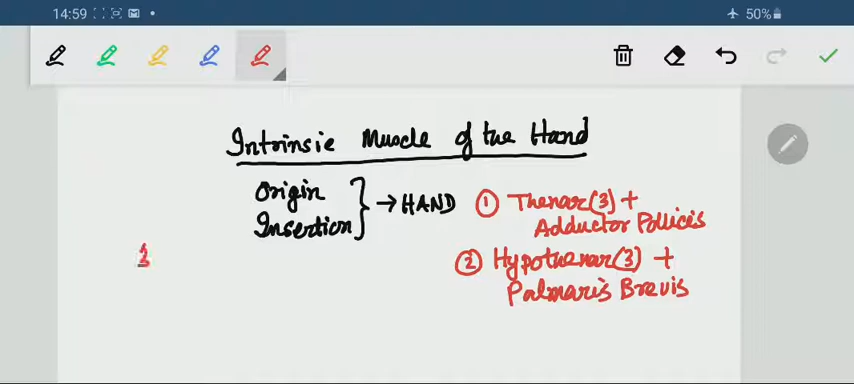 14:59
50%
Intrinsic Muscle of the Hand
Origin
Insertion
→ HAND
① Thenar(3) +
Adductor Pollicis
② Hypothenar(3) +
Palmaris Brevis
1